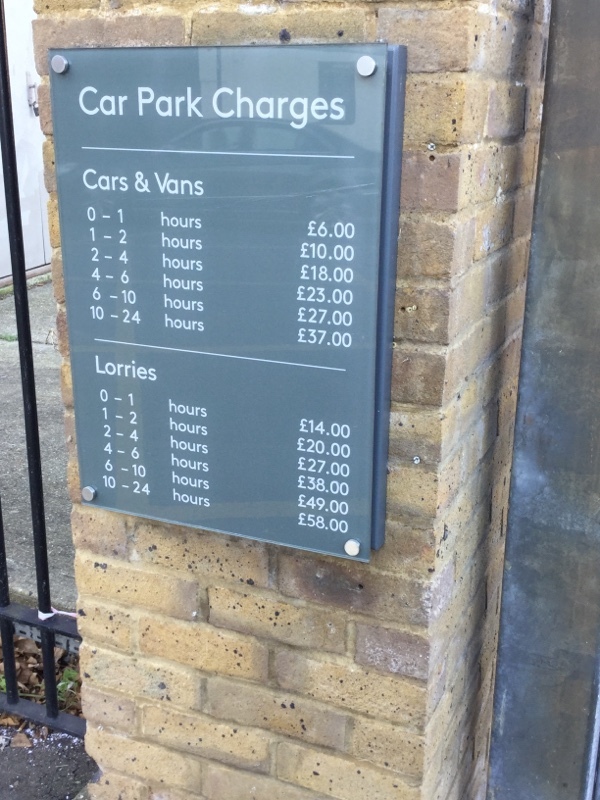 Car Park Charges
Cars & Vans
0 - 1 hours £6.00
1 - 2 hours £10.00
2 - 4 hours £18.00
4 - 6 hours £23.00
6 - 10 hours £27.00
10 - 24 hours £37.00
Lorries
0 - 1 hours £14.00
1 - 2 hours £20.00
2 - 4 hours £27.00
4 - 6 hours £38.00
6 - 10 hours £49.00
10 - 24 hours £58.00